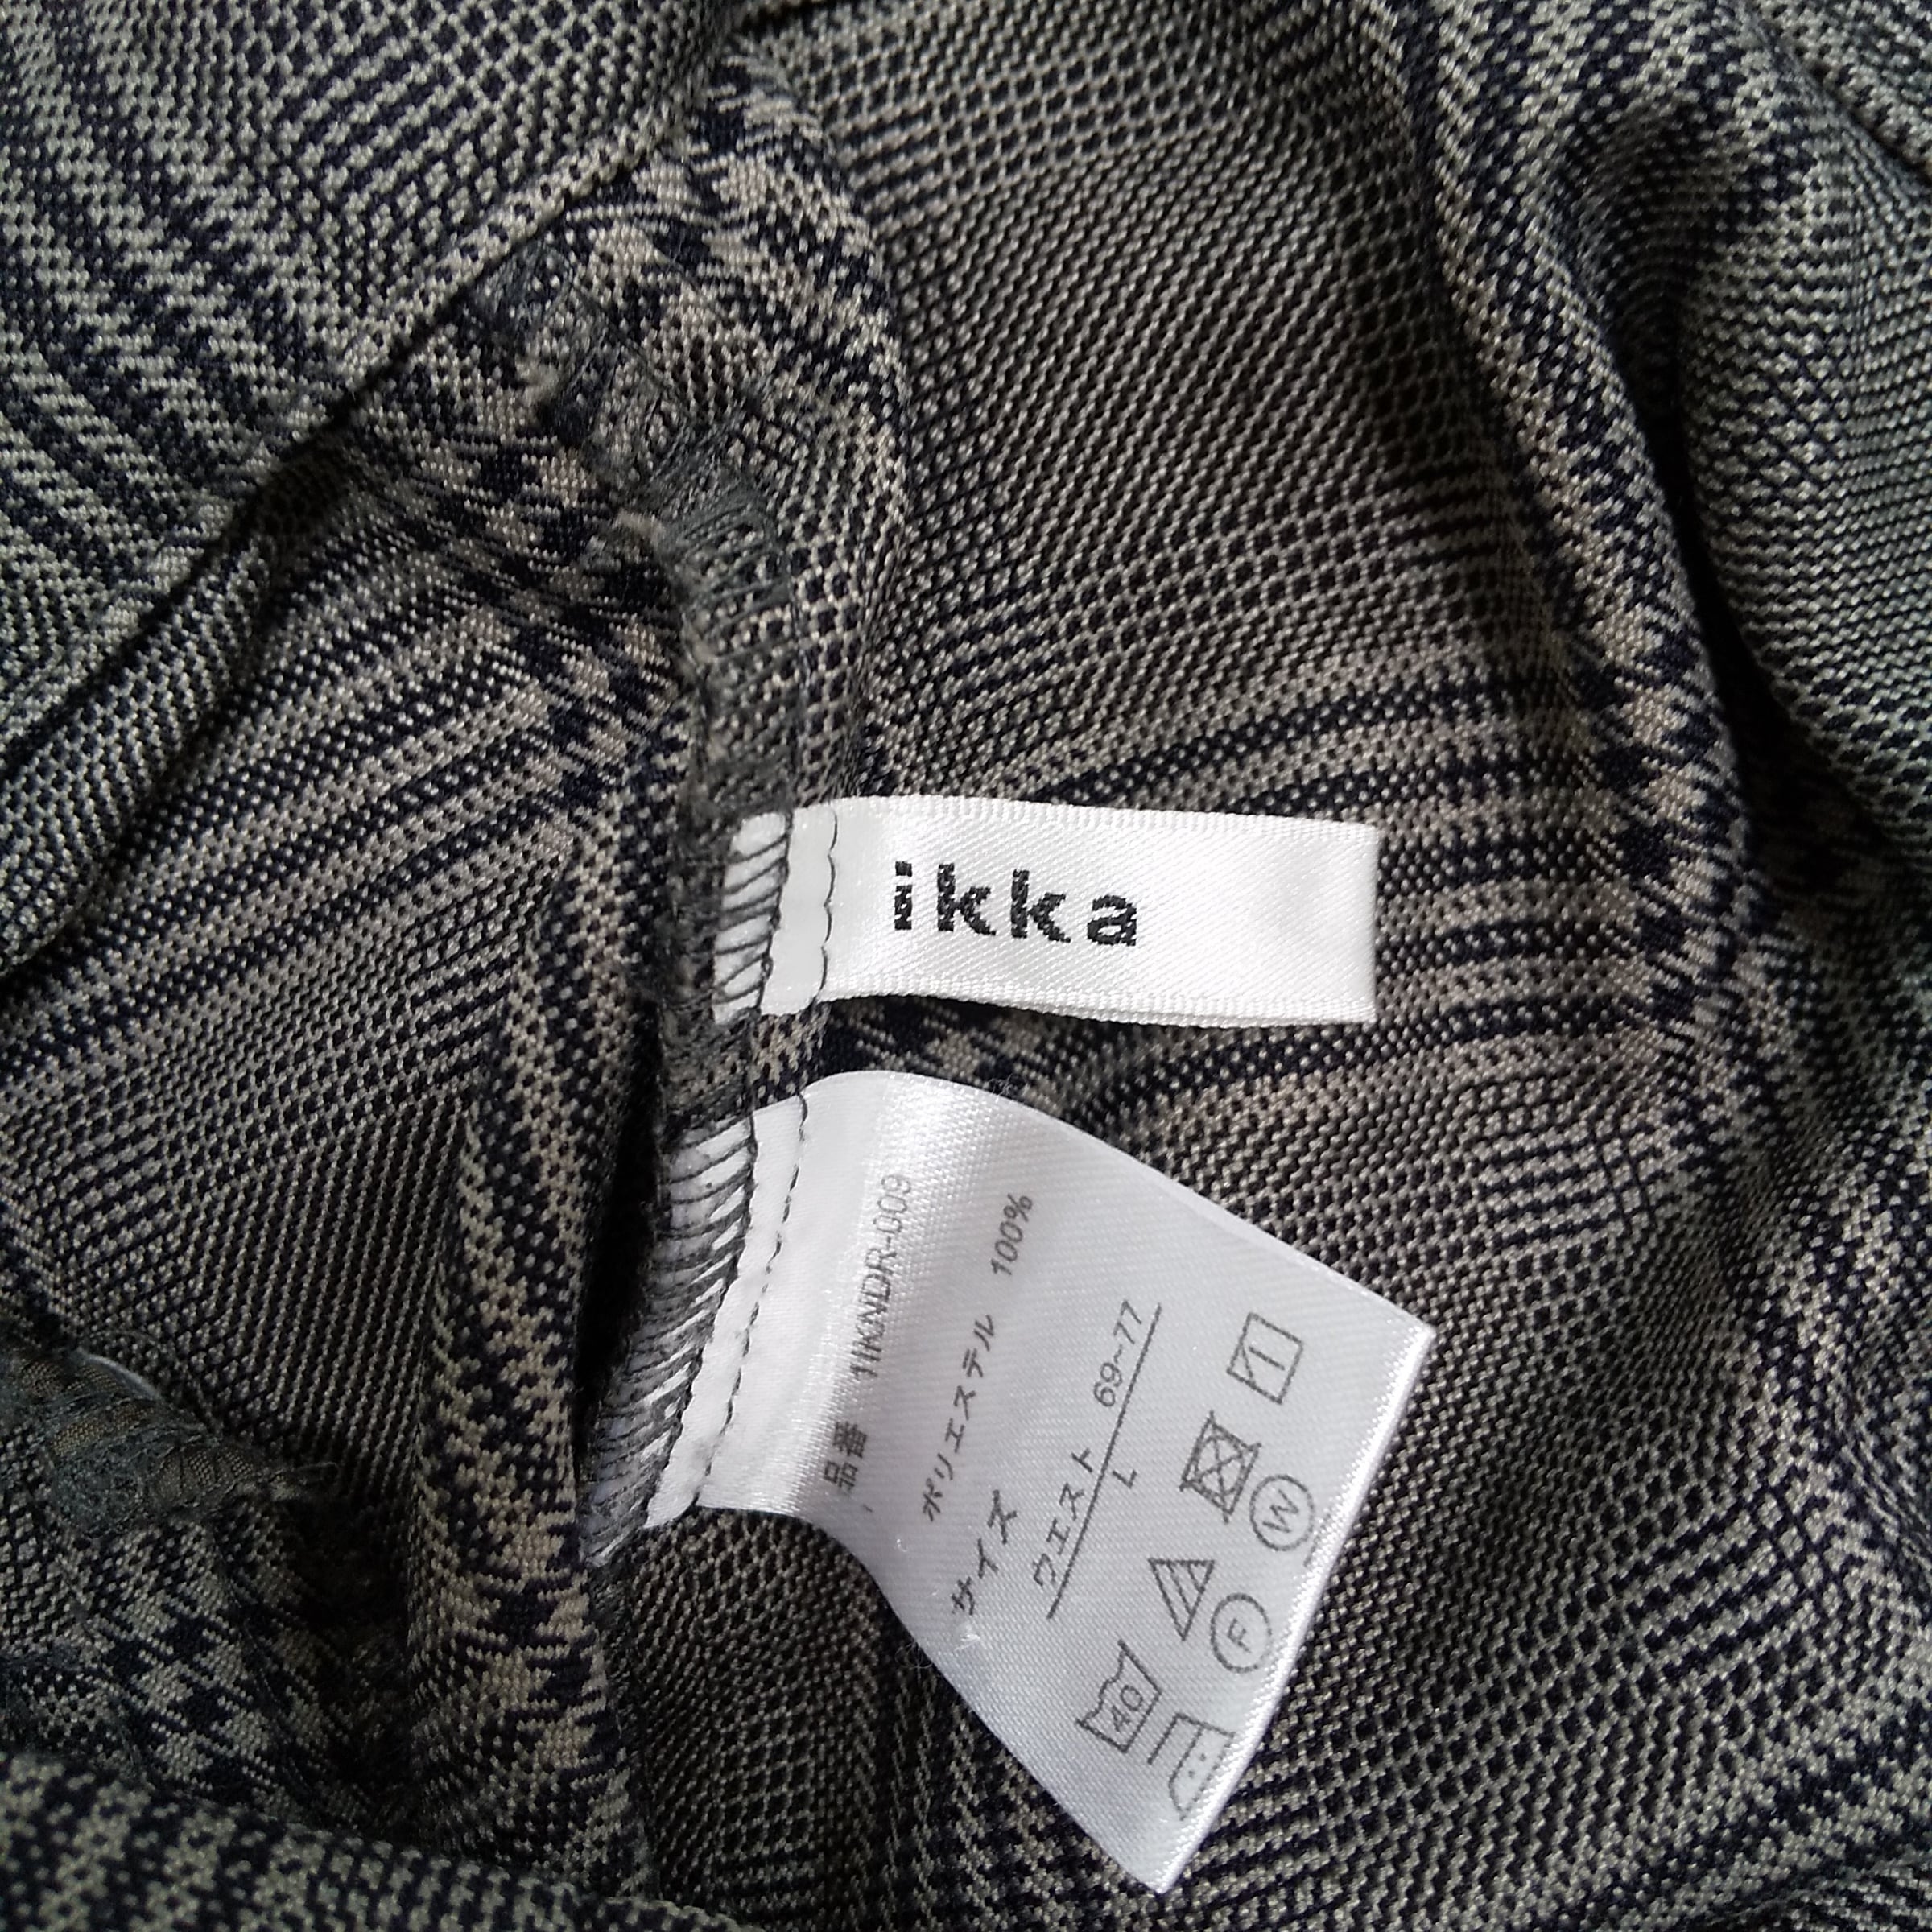 ikka
品番 1IKNDR-009
ポリエステル 100%
サイズ
ウエスト 69~77
L
40
W
F